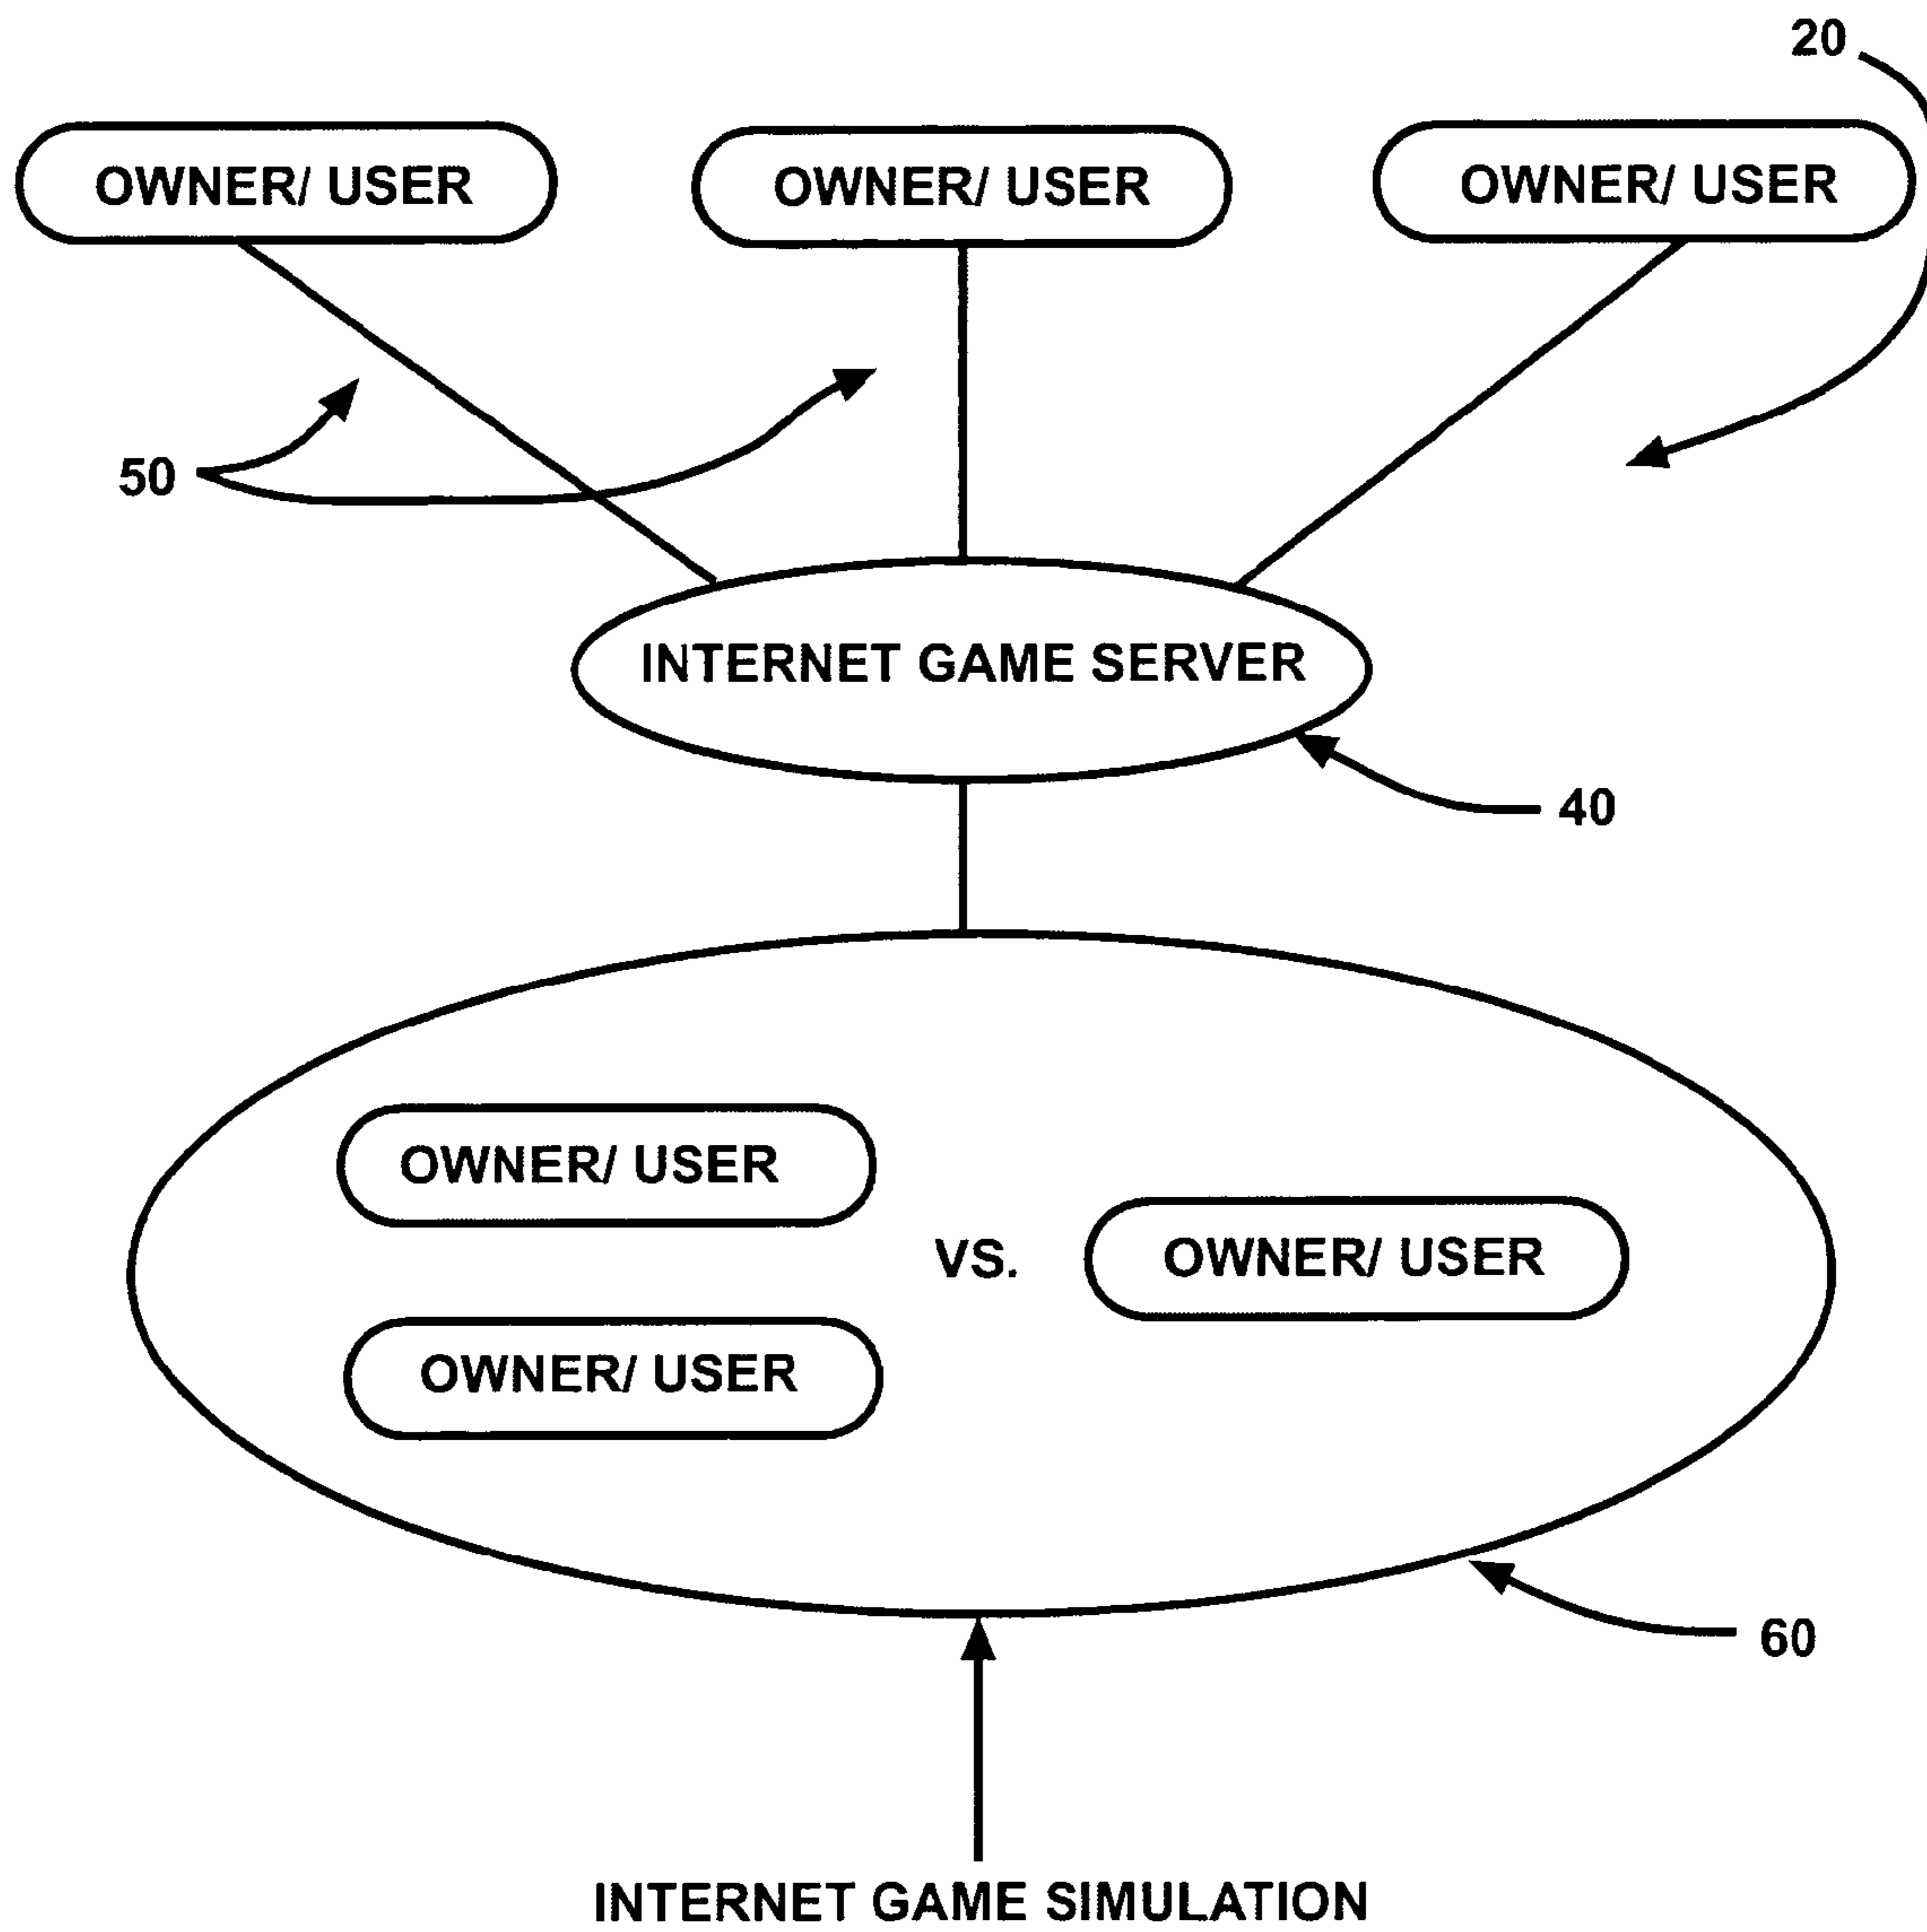 20
OWNER/ USER
OWNER/ USER
OWNER/ USER
50
INTERNET GAME SERVER
40
OWNER/ USER
VS.
OWNER/ USER
OWNER/ USER
60
INTERNET GAME SIMULATION